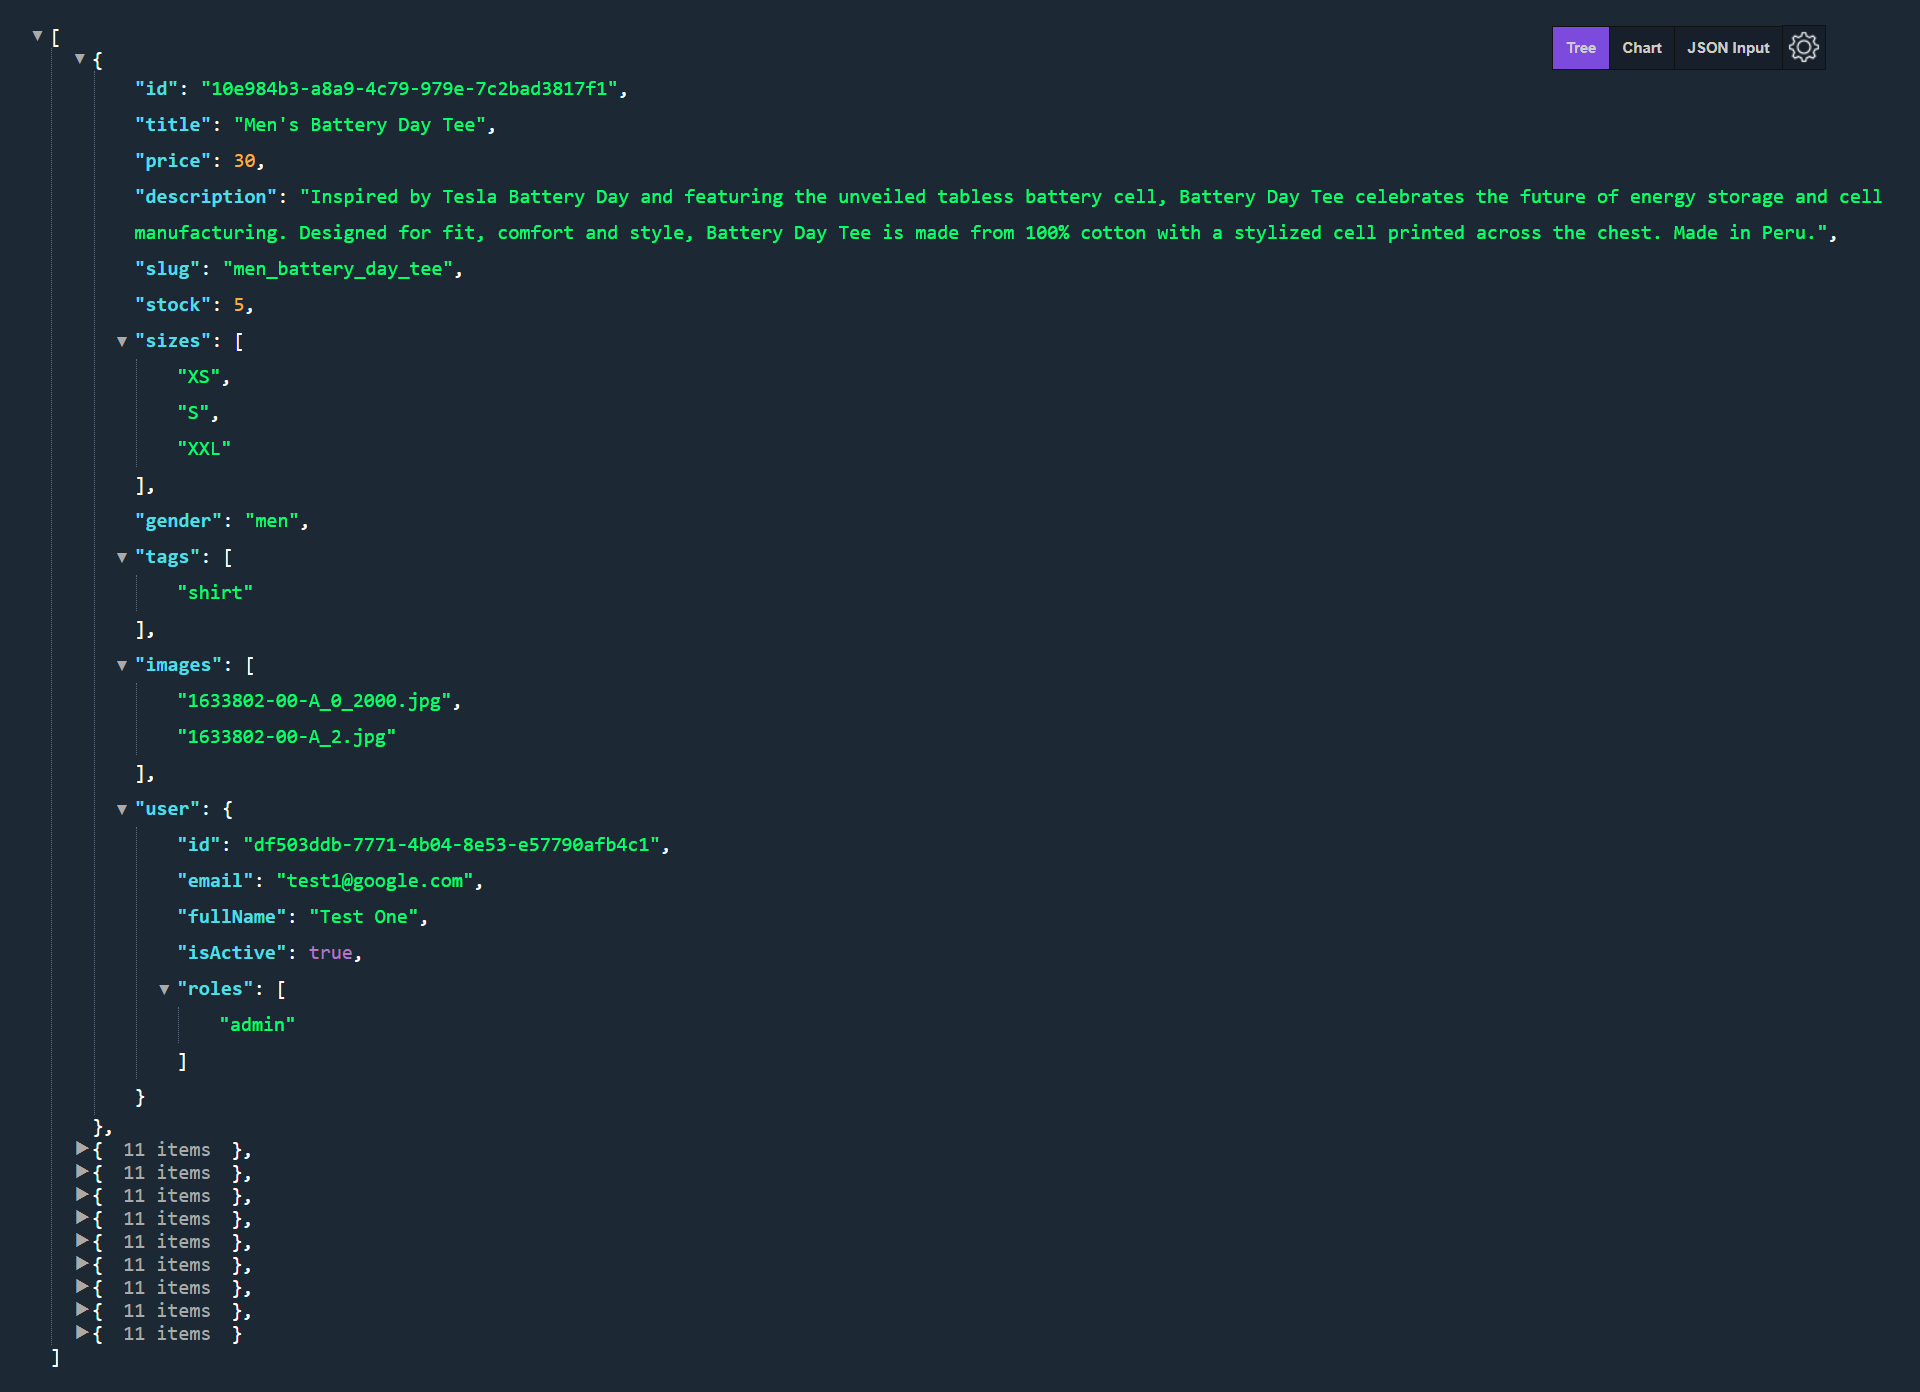 [
Tree Chart JSON Input
{
"id": "10e984b3-a8a9-4c79-979e-7c2bad3817f1",
"title": "Men's Battery Day Tee",
"price": 30,
"description": "Inspired by Tesla Battery Day and featuring the unveiled tabless battery cell, Battery Day Tee celebrates the future of energy storage and cell
manufacturing. Designed for fit, comfort and style, Battery Day Tee is made from 100% cotton with a stylized cell printed across the chest. Made in Peru.",
"slug": "men_battery_day_tee",
"stock": 5,
"sizes": [
"XS",
"S",
"XXL"
],
"gender": "men",
"tags": [
"shirt"
],
"images": [
"1633802-00-A_0_2000.jpg",
"1633802-00-A_2.jpg"
],
"user": {
"id": "df503ddb-7771-4b04-8e53-e57790afb4c1",
"email": "test1@google.com",
"fullName": "Test One",
"isActive": true,
"roles": [
"admin"
]
}
},
{ 11 items },
{ 11 items },
{ 11 items },
{ 11 items },
{ 11 items },
{ 11 items },
{ 11 items },
{ 11 items },
{ 11 items }
]